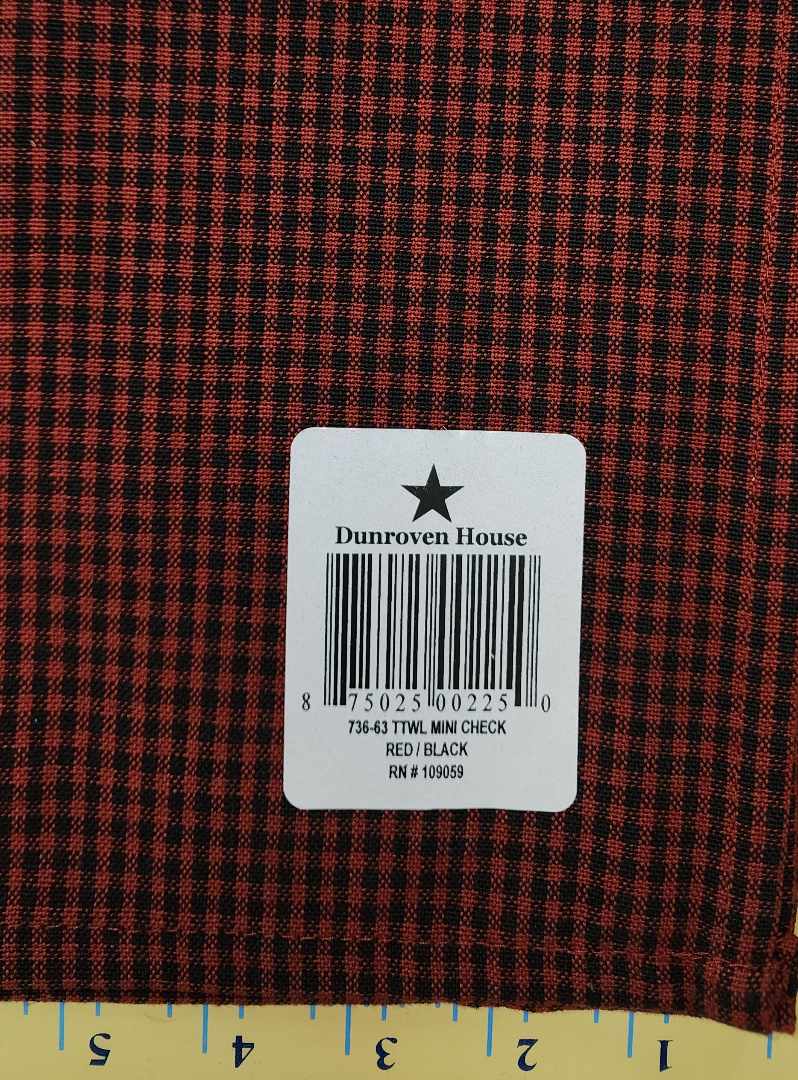 Dunroven House
8 75025 00225 0
736-63 TTWL MINI CHECK
RED / BLACK
RN # 109059
5 4 3 2 1